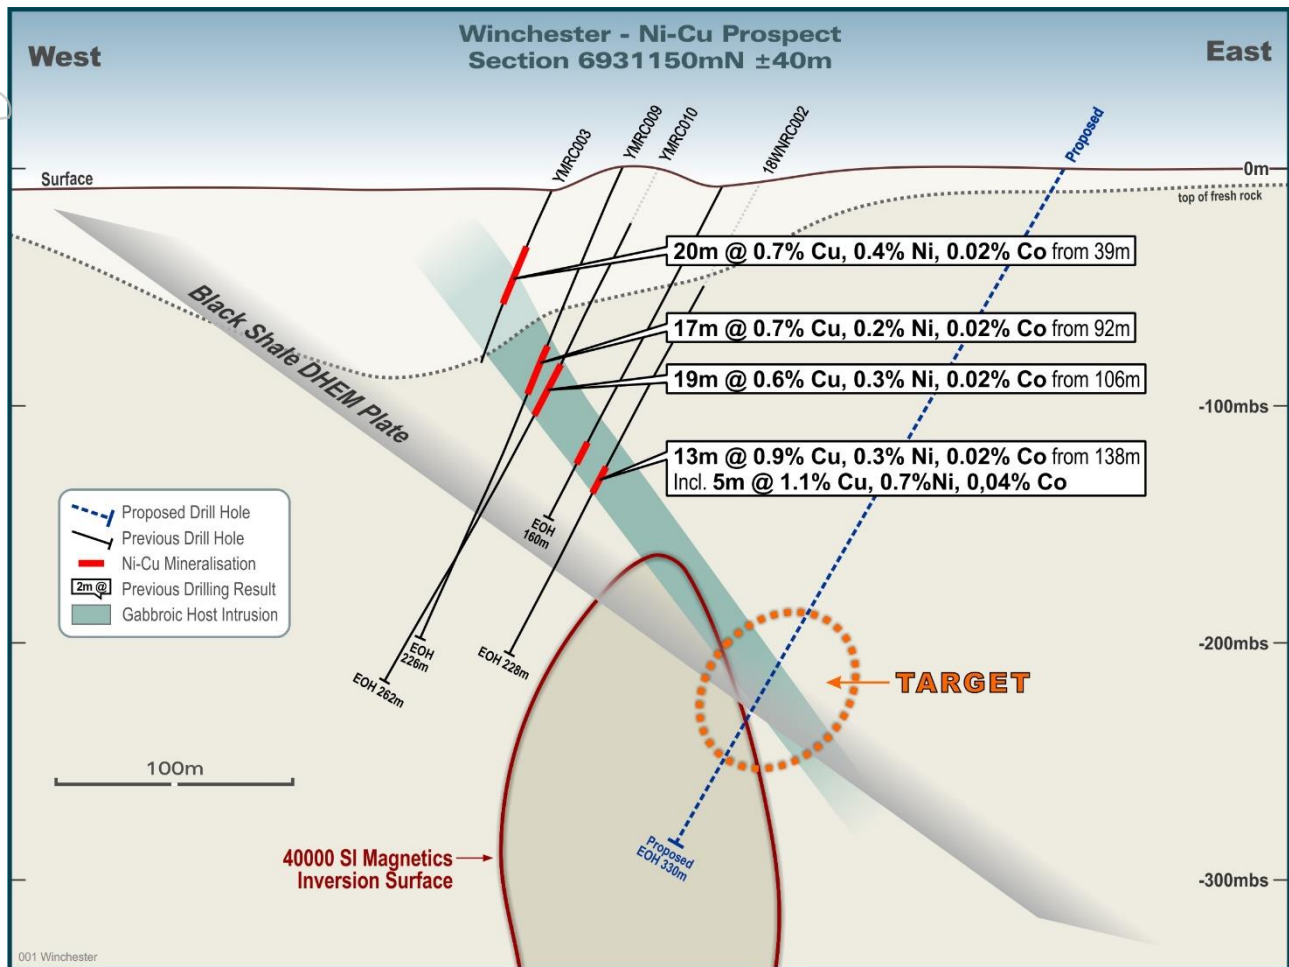 Winchester - Ni-Cu Prospect
Section 6931150mN ±40m
West
East
YMRC003
YMRC009
YMRC010
18WNRC002
Proposed
Surface
0m
top of fresh rock
20m @ 0.7% Cu, 0.4% Ni, 0.02% Co from 39m
17m @ 0.7% Cu, 0.2% Ni, 0.02% Co from 92m
19m @ 0.6% Cu, 0.3% Ni, 0.02% Co from 106m
-100mbs
Black Shale DHEM Plate
13m @ 0.9% Cu, 0.3% Ni, 0.02% Co from 138m
Incl. 5m @ 1.1% Cu, 0.7%Ni, 0,04% Co
Proposed Drill Hole
Previous Drill Hole
Ni-Cu Mineralisation
2m @ Previous Drilling Result
Gabbroic Host Intrusion
EOH
160m
EOH
226m
EOH 228m
EOH 262m
-200mbs
TARGET
100m
Proposed
EOH 330m
40000 SI Magnetics
Inversion Surface
-300mbs
001 Winchester